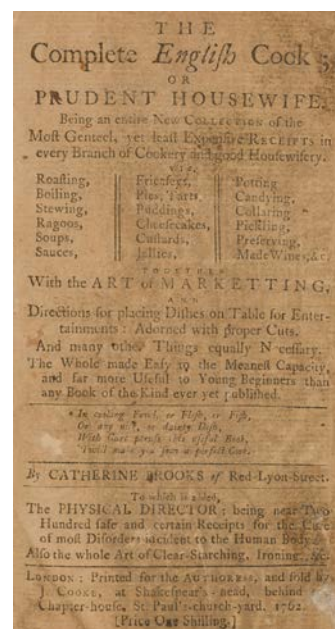 THE
Complete Engliſh Cook;
OR
PRUDENT HOUSEWIFE.
Being an entire New COLLECTION of the
Moſt Genteel, yet leaſt Expenſive RECEIPTS in
every Branch of Cookery and good Houſewifery.
VIZ.
Roaſting, Fricaſeys, Potting
Boiling, Pies, Tarts, Candying,
Stewing, Puddings, Collaring
Ragoos, Cheeſecakes, Pickling,
Soups, Cuſtards, Preſerving,
Sauces, Jellies, Made Wines, &c.
TOGETHER
With the ART of MARKETTING,
AND
Directions for placing Diſhes on Table for Enter-
tainments: Adorned with proper Cuts.
And many other Things equally Neceſſary.
The Whole made Eaſy to the Meaneſt Capacity,
and far more Uſeful to Young Beginners than
any Book of the Kind ever yet publiſhed.
In cooking Fowl, or Fleſh, or Fiſh,
Or any nice, or dainty Diſh,
With Care peruſe this uſeful Book,
'Twill make you ſoon a perfect Cook.
By CATHERINE BROOKS of Red-Lyon-Street.
To which is added,
The PHYSICAL DIRECTOR; being near Two
Hundred ſafe and certain Receipts for the Cure
of moſt Diſorders incident to the Human Body.
Alſo the whole Art of Clear-Starching, Ironing, &c.
LONDON: Printed for the AUTHORESS, and ſold by
J. COOKE, at Shakeſpear's-head, behind
Chapter-houſe, St. Paul's-church-yard. 1762.
[Price One Shilling.]